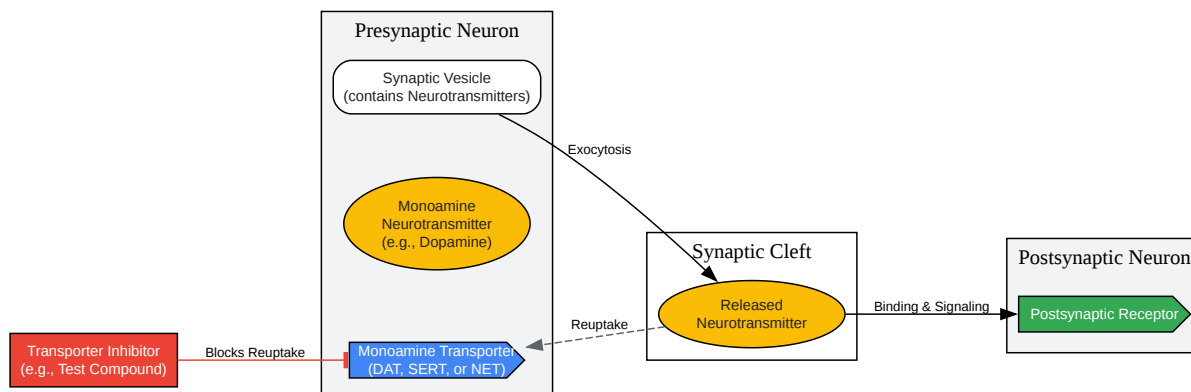 Presynaptic Neuron
Synaptic Vesicle
(contains Neurotransmitters)
Exocytosis
Monoamine
Neurotransmitter
(e.g., Dopamine)
Synaptic Cleft
Released
Neurotransmitter
Binding & Signaling
Postsynaptic Neuron
Postsynaptic Receptor
Reuptake
Transporter Inhibitor
(e.g., Test Compound)
Blocks Reuptake
Monoamine Transporter
(DAT, SERT, or NET)